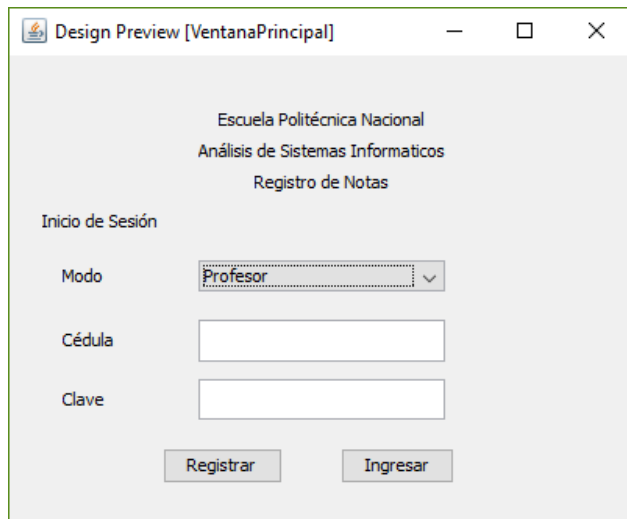 Design Preview [VentanaPrincipal]
Escuela Politécnica Nacional
Análisis de Sistemas Informaticos
Registro de Notas
Inicio de Sesión
Modo Profesor
Cédula
Clave
Registrar Ingresar